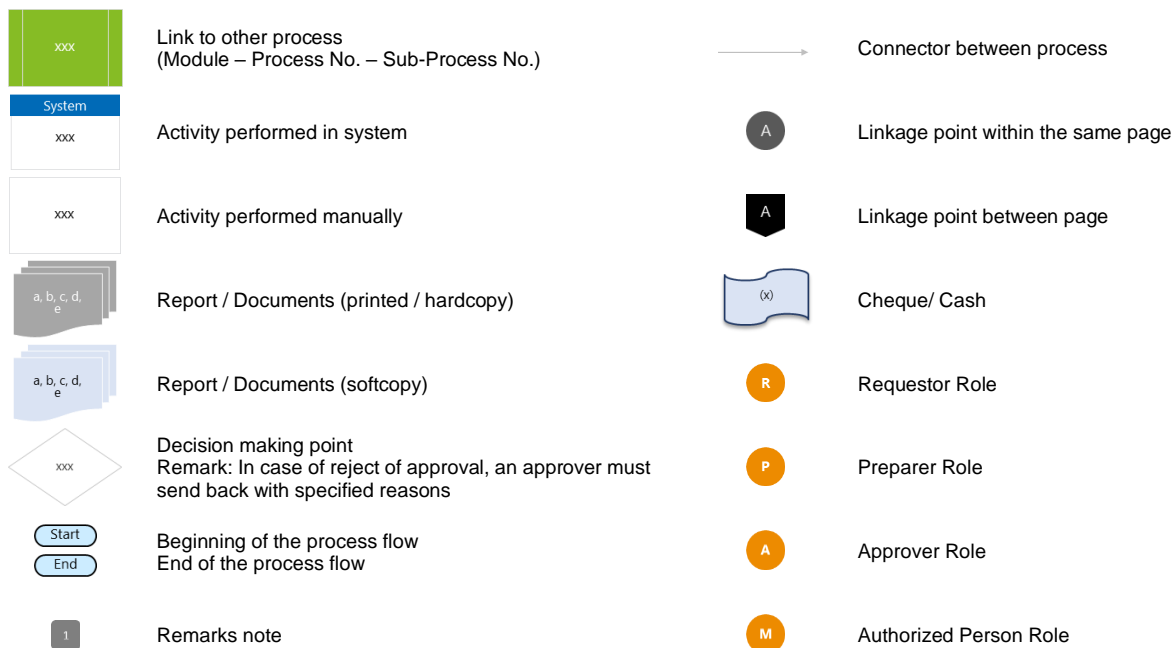 xxx
Link to other process
(Module – Process No. – Sub-Process No.)
Connector between process
System
xxx
Activity performed in system
A
Linkage point within the same page
xxx
Activity performed manually
A
Linkage point between page
a, b, c, d,
e
Report / Documents (printed / hardcopy)
(x)
Cheque/ Cash
a, b, c, d,
e
Report / Documents (softcopy)
R
Requestor Role
xxx
Decision making point
Remark: In case of reject of approval, an approver must
send back with specified reasons
P
Preparer Role
Start
End
Beginning of the process flow
End of the process flow
A
Approver Role
1
Remarks note
M
Authorized Person Role